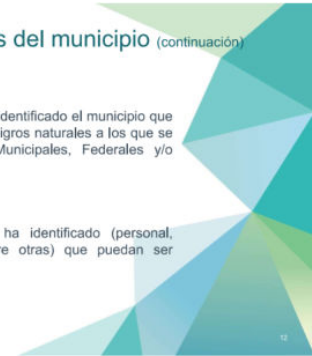 s del municipio (continuación)
dentificado el municipio que
igros naturales a los que se
Municipales, Federales y/o
ha identificado (personal,
re otras) que puedan ser
12